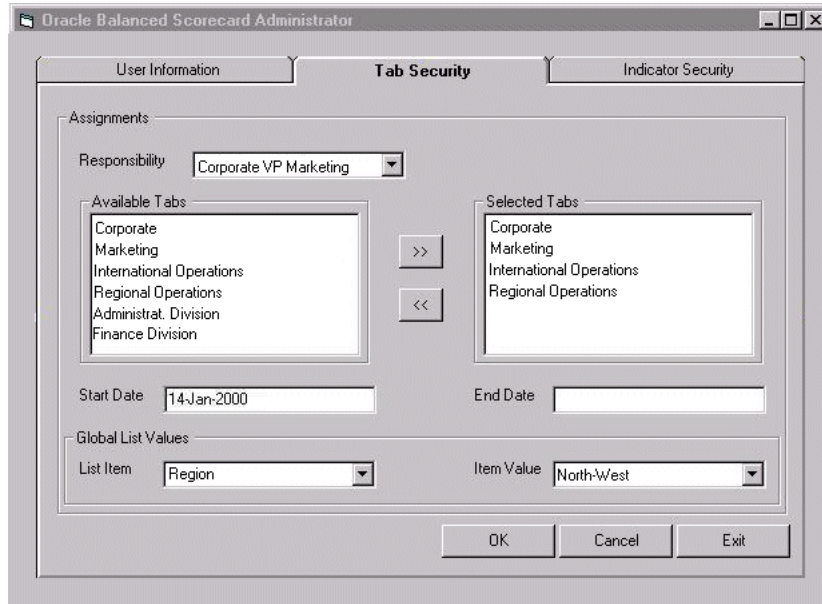 Oracle Balanced Scorecard Administrator
User Information
Tab Security
Indicator Security
Assignments
Responsibility
Corporate VP Marketing
Available Tabs
Corporate
Marketing
International Operations
Regional Operations
Administrat. Division
Finance Division
>>
<<
Selected Tabs
Corporate
Marketing
International Operations
Regional Operations
Start Date
14-Jan-2000
End Date
Global List Values
List Item
Region
Item Value
North-West
OK
Cancel
Exit